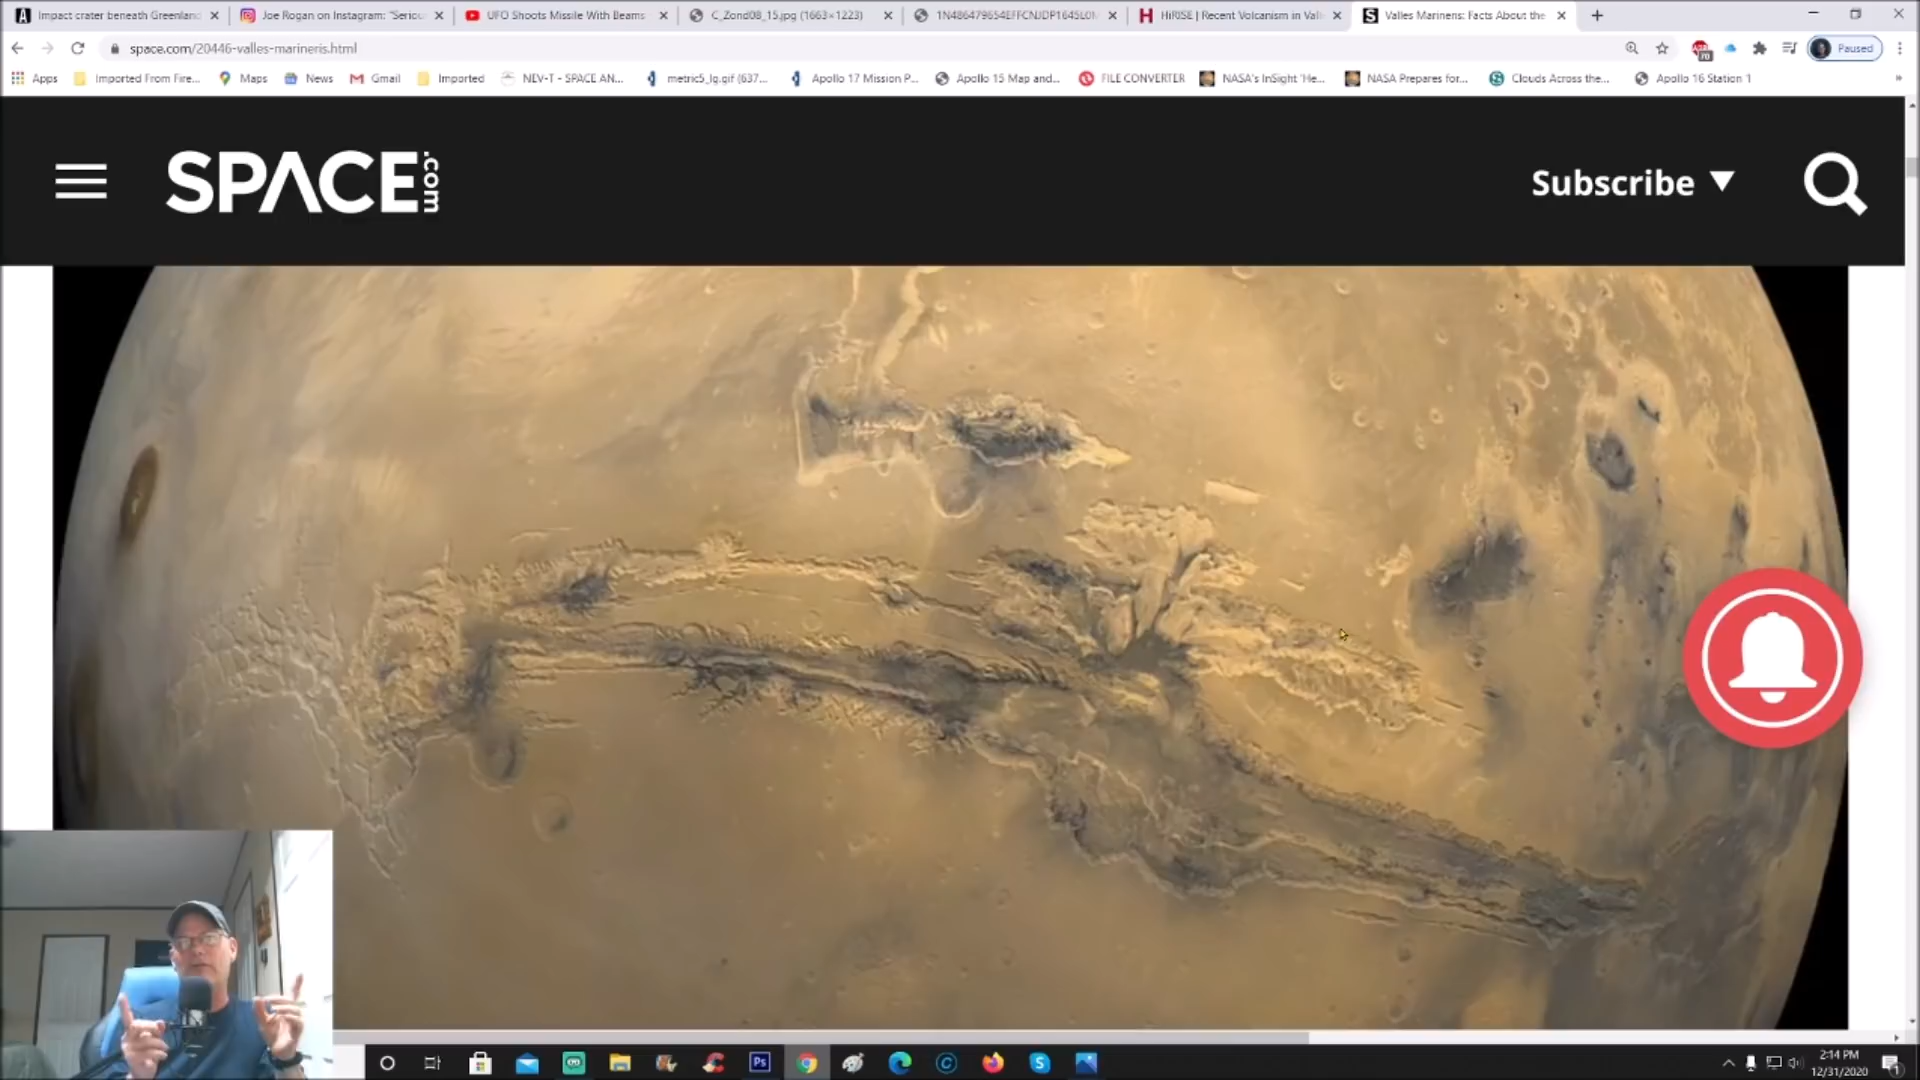 Impact crater beneath Greenland
Joe Rogan on Instagram: "Seriou
UFO Shoots Missile With Beams
C_Zond08_15.jpg (1663×1223)
HiRISE | Recent Volcanism in Vall
Valles Marineris: Facts About the
space.com/20446-valles-marineris.html
Paused
Apps
Imported From Fire...
Maps
News
Gmail
Imported
NEV-T - SPACE AN...
metric5_lg.gif (637...
Apollo 17 Mission P...
Apollo 15 Map and...
FILE CONVERTER
NASA's InSight 'He...
NASA Prepares for...
Clouds Across the...
Apollo 16 Station 1
SPACE.com
Subscribe
Ps
2:14 PM
12/31/2020